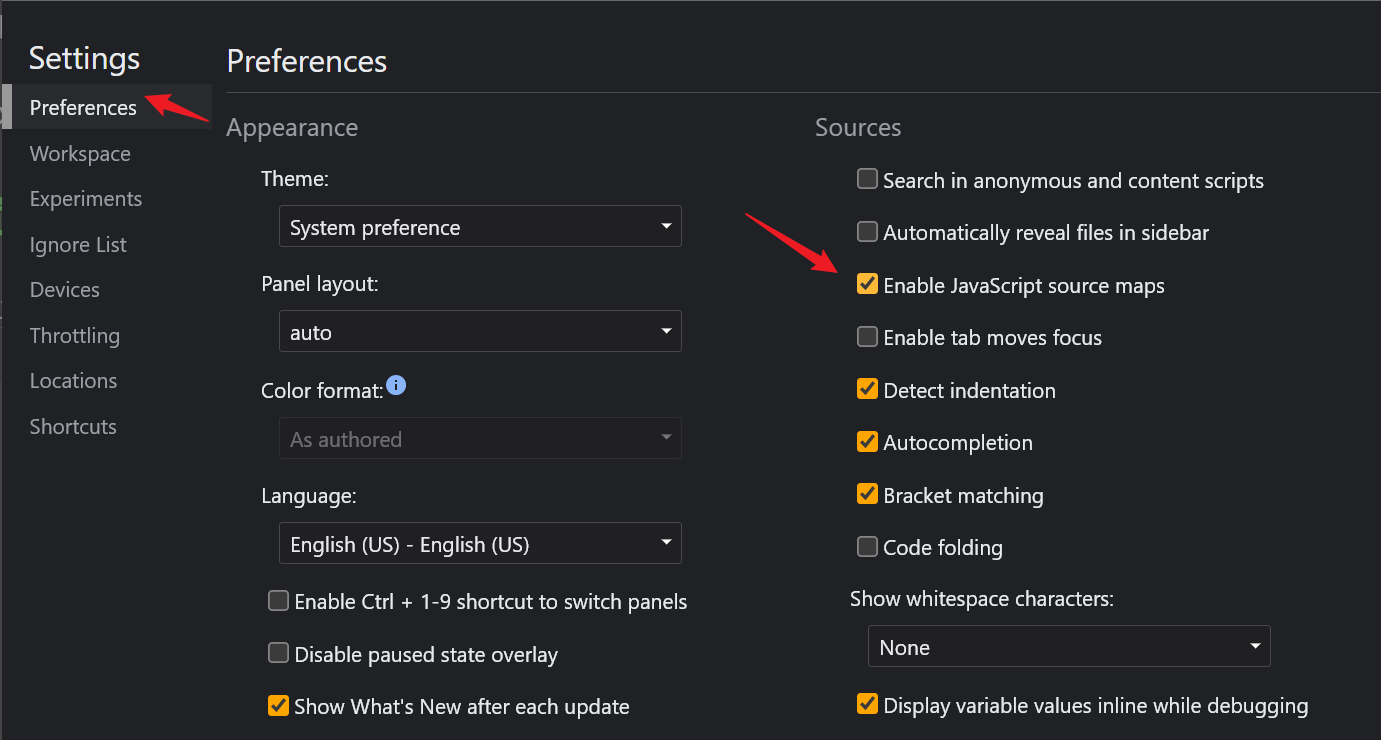 Settings
Preferences
Workspace
Experiments
Ignore List
Devices
Throttling
Locations
Shortcuts
Preferences
Appearance
Theme:
System preference
Panel layout:
auto
Color format:
As authored
Language:
English (US) - English (US)
Enable Ctrl + 1-9 shortcut to switch panels
Disable paused state overlay
Show What's New after each update
Sources
Search in anonymous and content scripts
Automatically reveal files in sidebar
Enable JavaScript source maps
Enable tab moves focus
Detect indentation
Autocompletion
Bracket matching
Code folding
Show whitespace characters:
None
Display variable values inline while debugging